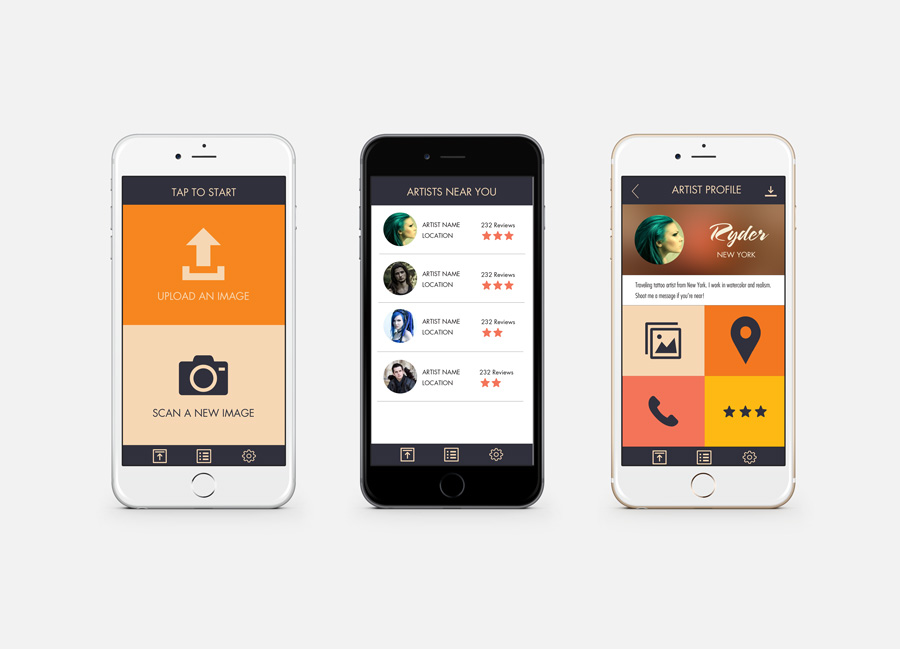 TAP TO START
UPLOAD AN IMAGE
SCAN A NEW IMAGE
ARTISTS NEAR YOU
ARTIST NAME
LOCATION
232 Reviews
ARTIST NAME
LOCATION
232 Reviews
ARTIST NAME
LOCATION
232 Reviews
ARTIST NAME
LOCATION
232 Reviews
ARTIST PROFILE
Ryder
NEW YORK
Traveling tattoo artist from New York. I work in watercolor and realism.
Shoot me a message if you're near!